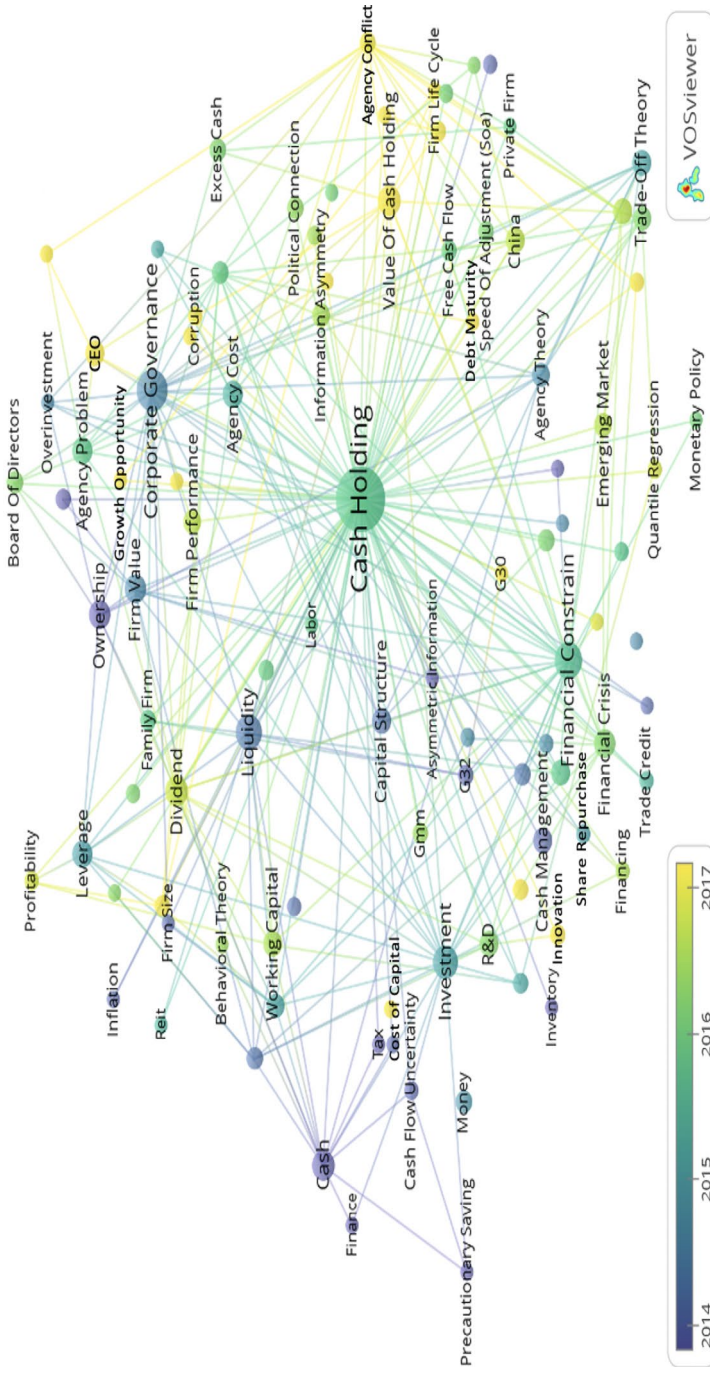 Board Of Directors
Profitability
Overinvestment
Leverage
Agency Problem
CEO
Ownership
Inflation
Growth Opportunity
Firm Value
Family Firm
Corporate Governance
Reit
Firm Size
Dividend
Firm Performance
Corruption
Excess Cash
Behavioral Theory
Agency Cost
Liquidity
Working Capital
Political Connection
Labor
Information Asymmetry
Cash
Finance
Cash Holding
Agency Conflict
Tax
Capital Structure
Value Of Cash Holding
Cost of Capital
Cash Flow Uncertainty
Gmm
Asymmetric Information
Firm Life Cycle
Investment
Free Cash Flow
Money
G32
Precautionary Saving
Debt Maturity
Speed Of Adjustment (Soa)
R&D
G30
Private Firm
China
Cash Management
Agency Theory
Inventory
Innovation
Financial Constrain
Share Repurchase
Financial Crisis
Emerging Market
Financing
Trade-Off Theory
Trade Credit
Quantile Regression
Monetary Policy
VOSviewer
2014 2015 2016 2017